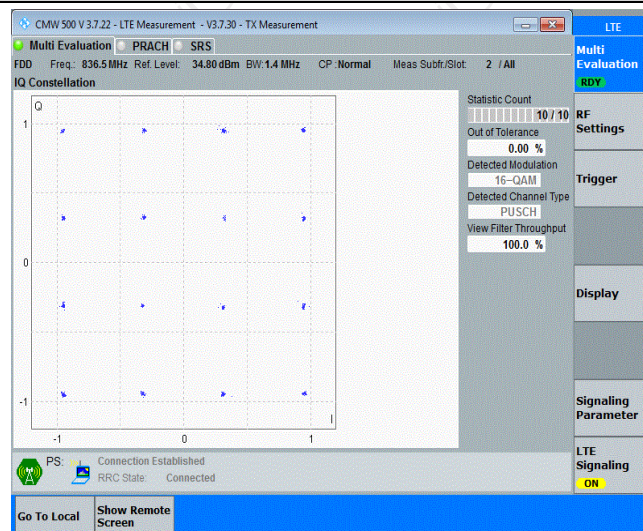 CMW 500 V 3.7.22 - LTE Measurement - V3.7.30 - TX Measurement
LTE
Multi Evaluation PRACH SRS
FDD Freq.: 836.5 MHz Ref. Level: 34.80 dBm BW: 1.4 MHz CP : Normal Meas Subfr./Slot: 2 / All
IQ Constellation
Q
1
0
-1
-1 0 1
I
Statistic Count
10 / 10
Out of Tolerance
0.00 %
Detected Modulation
16-QAM
Detected Channel Type
PUSCH
View Filter Throughput
100.0 %
Multi
Evaluation
RDY
RF
Settings
Trigger
Display
Signaling
Parameter
LTE
Signaling
ON
PS: Connection Established
RRC State: Connected
Go To Local
Show Remote
Screen